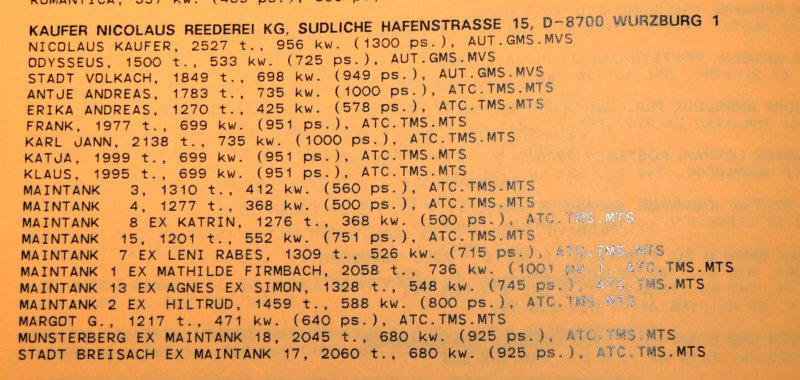 ROMANTICA, 357 kw. (485 ps.),
KAUFER NICOLAUS REEDEREI KG, SUDLICHE HAFENSTRASSE 15, D-8700 WURZBURG 1
NICOLAUS KAUFER, 2527 t., 956 kw. (1300 ps.), AUT.GMS.MVS
ODYSSEUS, 1500 t., 533 kw. (725 ps.), AUT.GMS.MVS
STADT VOLKACH, 1849 t., 698 kw. (949 ps.), AUT.GMS.MVS
ANTJE ANDREAS, 1783 t., 735 kw. (1000 ps.), ATC.TMS.MTS
ERIKA ANDREAS, 1270 t., 425 kw. (578 ps.), ATC.TMS.MTS
FRANK, 1977 t., 699 kw. (951 ps.), ATC.TMS.MTS
KARL JANN, 2138 t., 735 kw. (1000 ps.), ATC.TMS.MTS
KATJA, 1999 t., 699 kw. (951 ps.), ATC.TMS.MTS
KLAUS, 1995 t., 699 kw. (951 ps.), ATC.TMS.MTS
MAINTANK 3, 1310 t., 412 kw. (560 ps.), ATC.TMS.MTS
MAINTANK 4, 1277 t., 368 kw. (500 ps.), ATC.TMS.MTS
MAINTANK 8 EX KATRIN, 1276 t., 368 kw. (500 ps.), ATC.TMS.MTS
MAINTANK 15, 1201 t., 552 kw. (751 ps.), ATC.TMS.MTS
MAINTANK 7 EX LENI RABES, 1309 t., 526 kw. (715 ps.), ATC.TMS.MTS
MAINTANK 1 EX MATHILDE FIRMBACH, 2058 t., 736 kw. (1001 ps.), ATC.TMS.MTS
MAINTANK 13 EX AGNES EX SIMON, 1328 t., 548 kw. (745 ps.), ATC.TMS.MTS
MAINTANK 2 EX HILTRUD, 1459 t., 588 kw. (800 ps.), ATC.TMS.MTS
MARGOT G., 1217 t., 471 kw. (640 ps.), ATC.TMS.MTS
MUNSTERBERG EX MAINTANK 18, 2045 t., 680 kw. (925 ps.), ATC.TMS.MTS
STADT BREISACH EX MAINTANK 17, 2060 t., 680 kw. (925 ps.), ATC.TMS.MTS